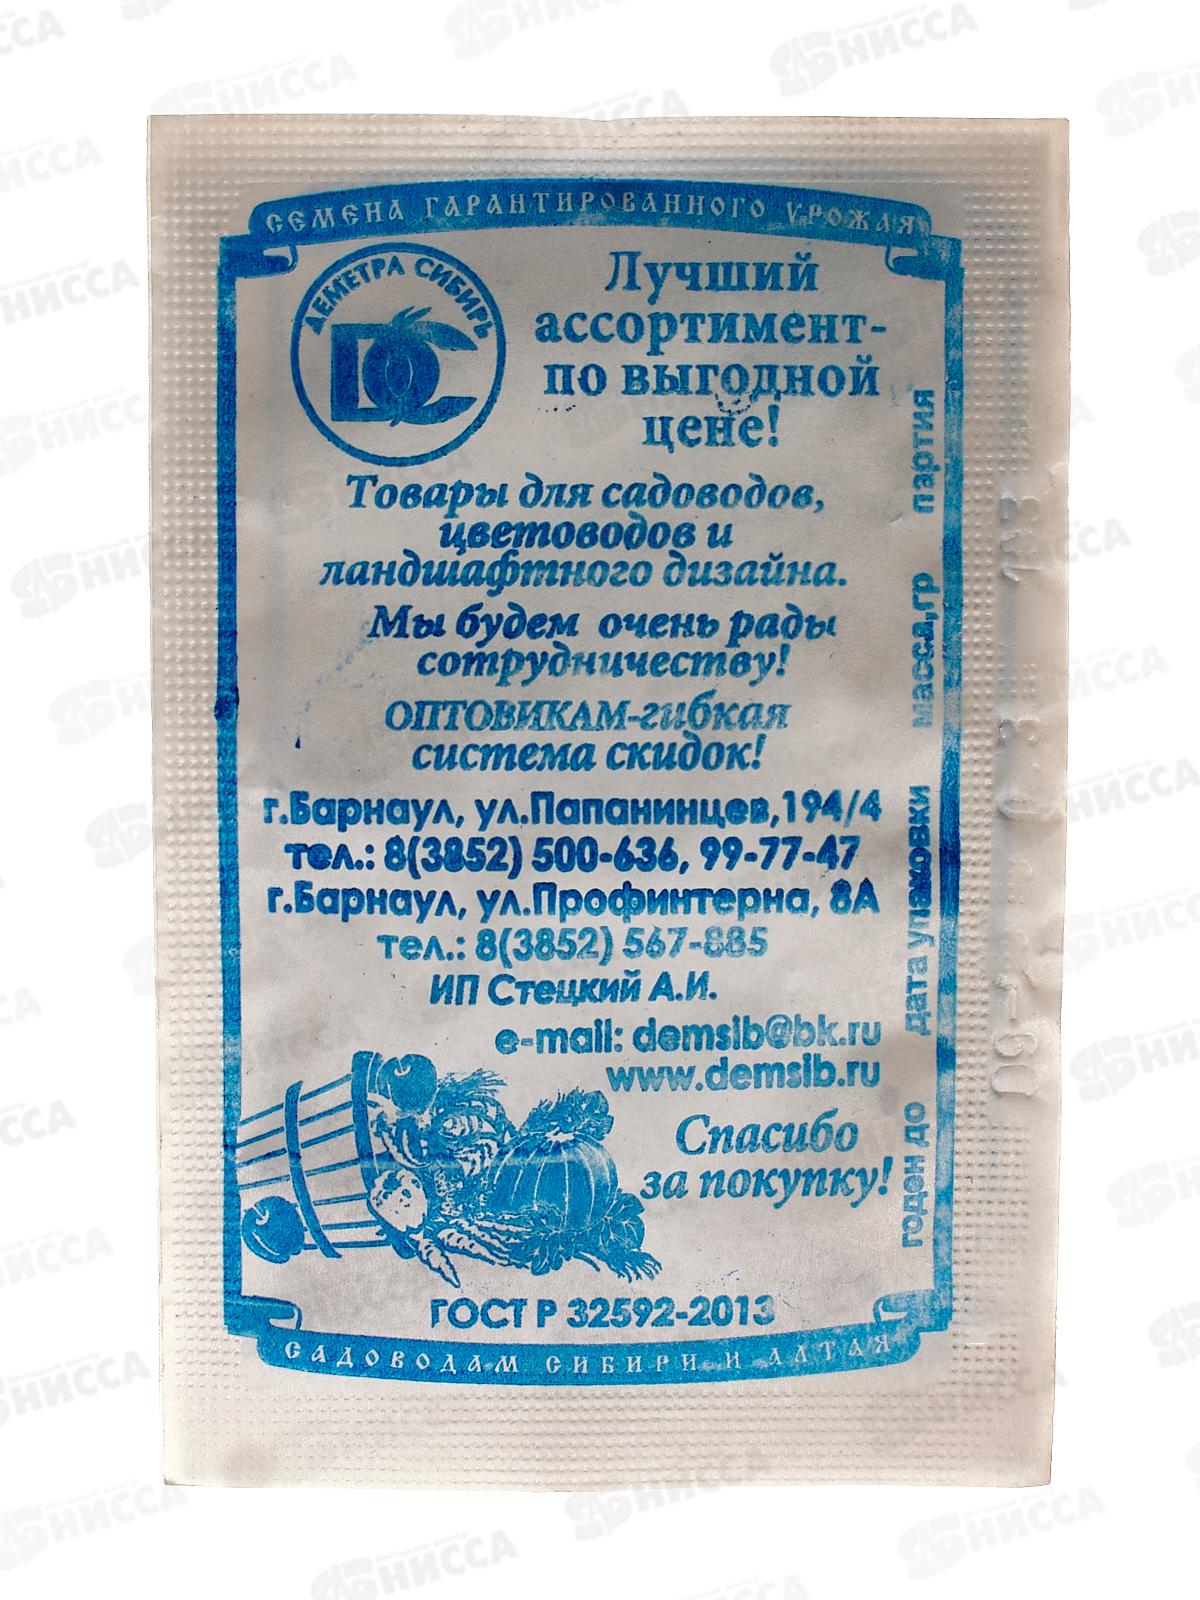 СЕМЕНА ГАРАНТИРОВАННОГО УРОЖАЯ
ДЕМЕТРА СИБИРЬ
DC
Лучший
ассортимент-
по выгодной
цене!
Товары для садоводов,
цветоводов и
ландшафтного дизайна.
Мы будем очень рады
сотрудничеству!
ОПТОВИКАМ-гибкая
система скидок!
г.Барнаул, ул.Папанинцев,194/4
тел.: 8(3852) 500-636, 99-77-47
г.Барнаул, ул.Профинтерна, 8А
тел.: 8(3852) 567-885
ИП Стецкий А.И.
e-mail: demsib@bk.ru
www.demsib.ru
Спасибо
за покупку!
ГОСТ Р 32592-2013
САДОВОДАМ СИБИРИ И АЛТАЯ
годен до дата упаковки масса,гр партия
НИССА